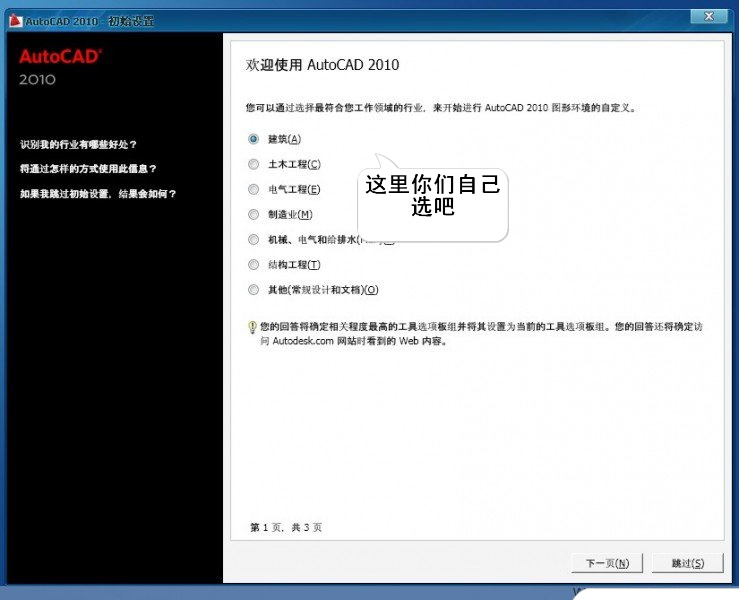 AutoCAD 2010 - 初始设置
AutoCAD
2010
识别我的行业有哪些好处？
将通过怎样的方式使用此信息？
如果我跳过初始设置，结果会如何？
欢迎使用 AutoCAD 2010
您可以通过选择最符合您工作领域的行业，来开始进行 AutoCAD 2010 图形环境的自定义。
建筑(A)
土木工程(C)
电气工程(E)
制造业(M)
机械、电气和给排水
结构工程(T)
其他(常规设计和文档)(O)
这里你们自己
选吧
您的回答将确定相关程度最高的工具选项板组并将其设置为当前的工具选项板组。您的回答还将确定访
问 Autodesk.com 网站时看到的 Web 内容。
第 1 页，共 3 页
下一页(N)
跳过(S)